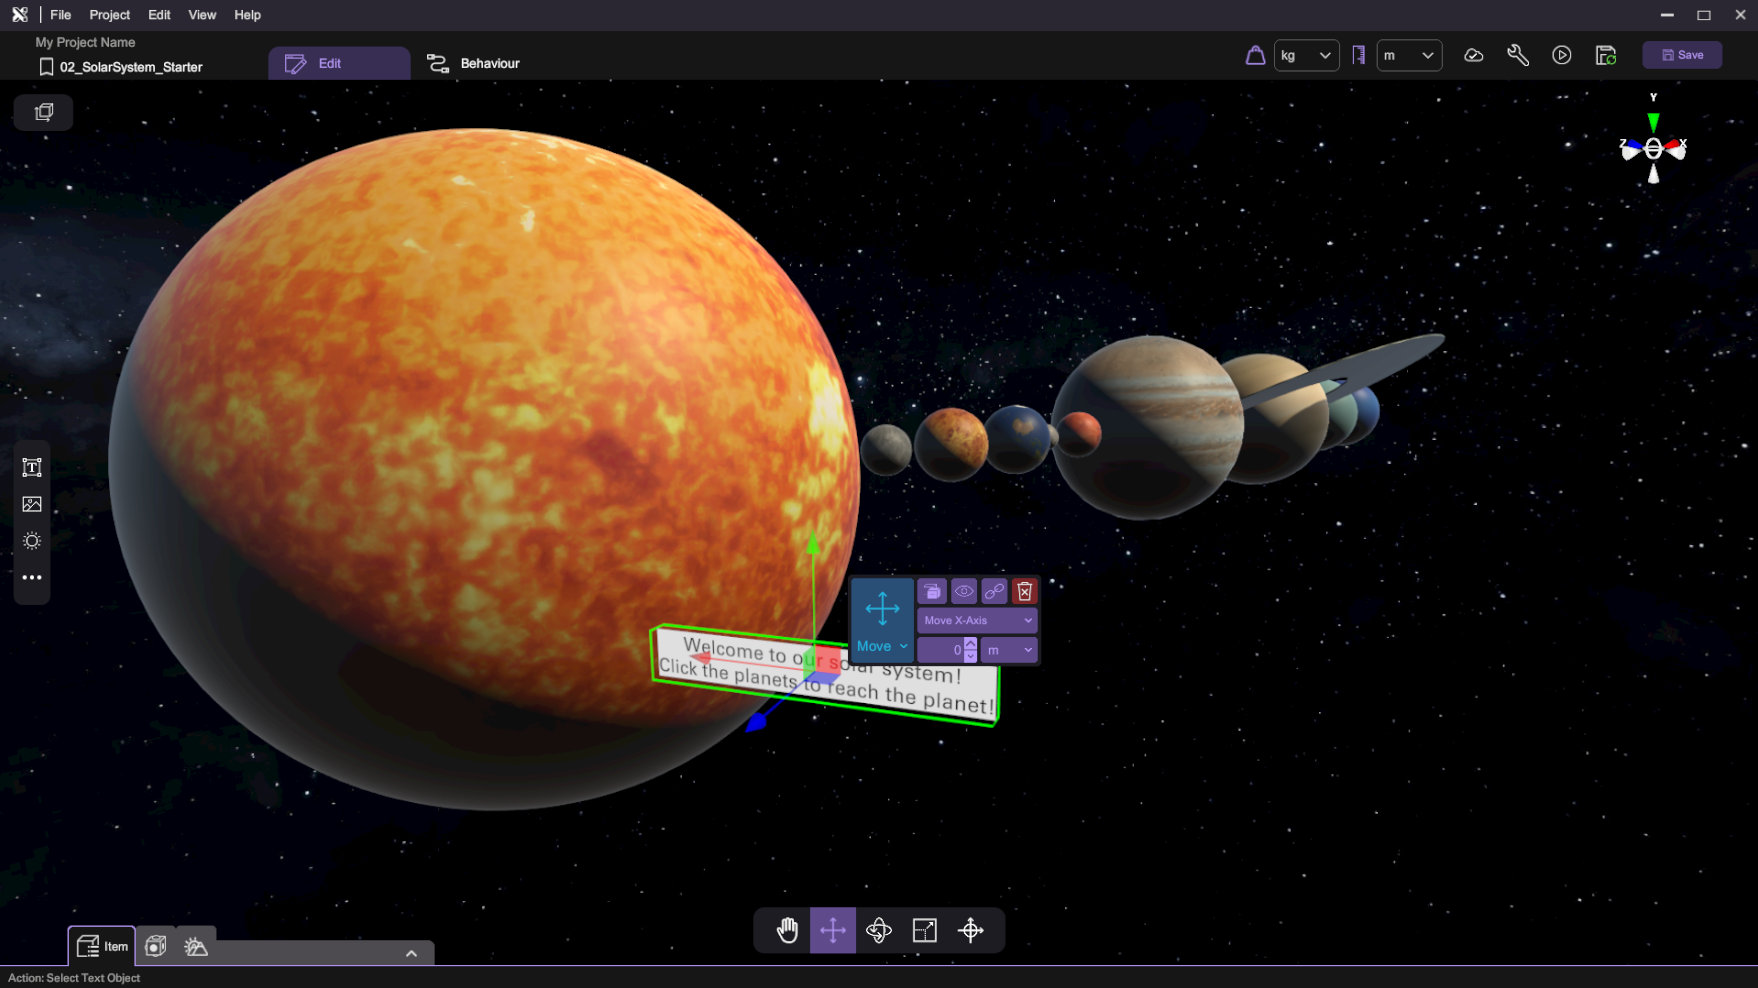 File Project Edit View Help
My Project Name
02_SolarSystem_Starter
Edit
Behaviour
kg
m
Save
Y
Z
X
Move X-Axis
Move
0
m
Welcome to our solar system!
Click the planets to reach the planet!
Item
Action: Select Text Object